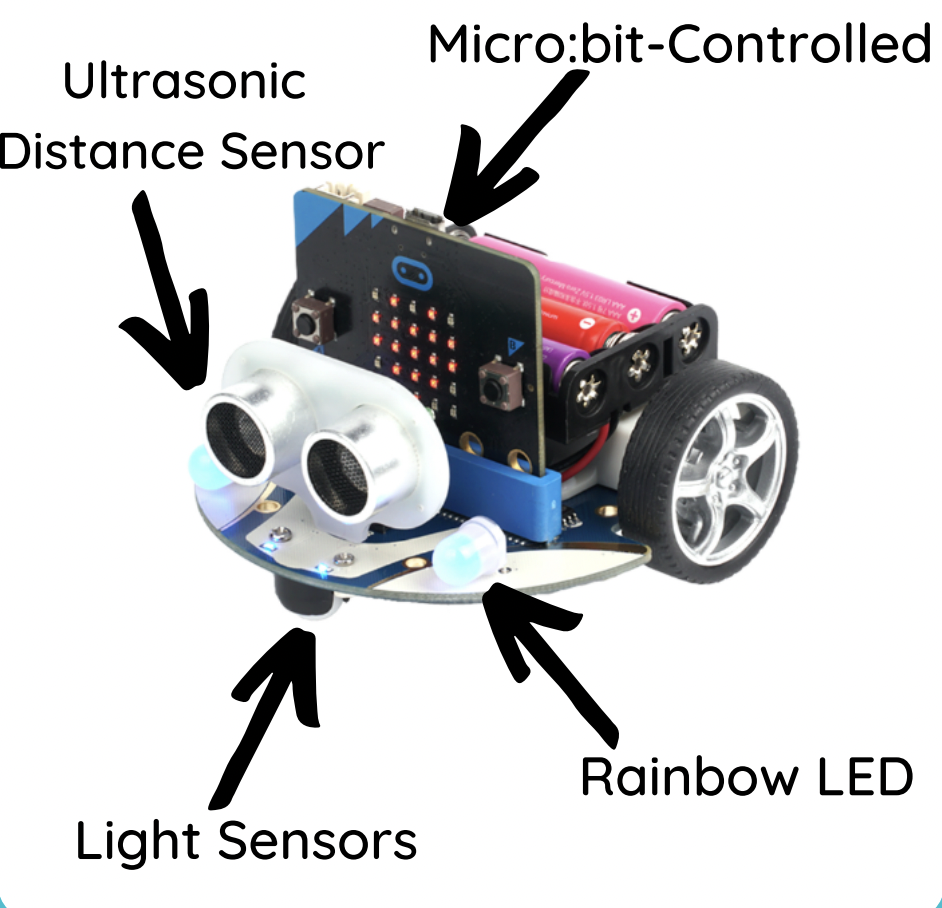 Micro:bit-Controlled
Ultrasonic
Distance Sensor
B
Rainbow LED
Light Sensors